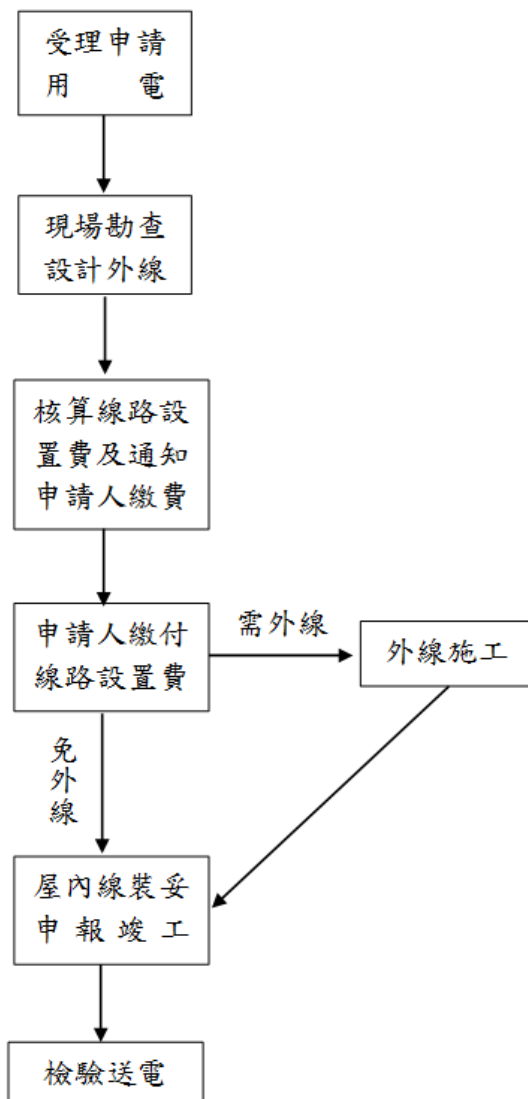 受理申請
用電
現場勘查
設計外線
核算線路設
置費及通知
申請人繳費
申請人繳付
線路設置費
需外線
外線施工
免外線
屋內線裝妥
申報竣工
檢驗送電